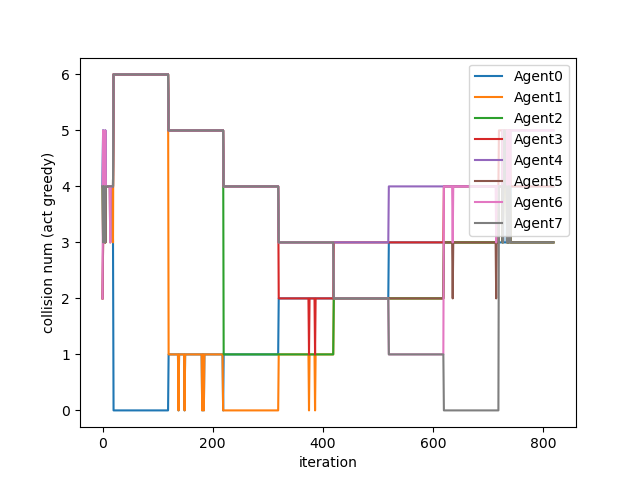 collision num (act greedy)
6
5
4
3
2
1
0
0
200
400
600
800
iteration
Agent0
Agent1
Agent2
Agent3
Agent4
Agent5
Agent6
Agent7